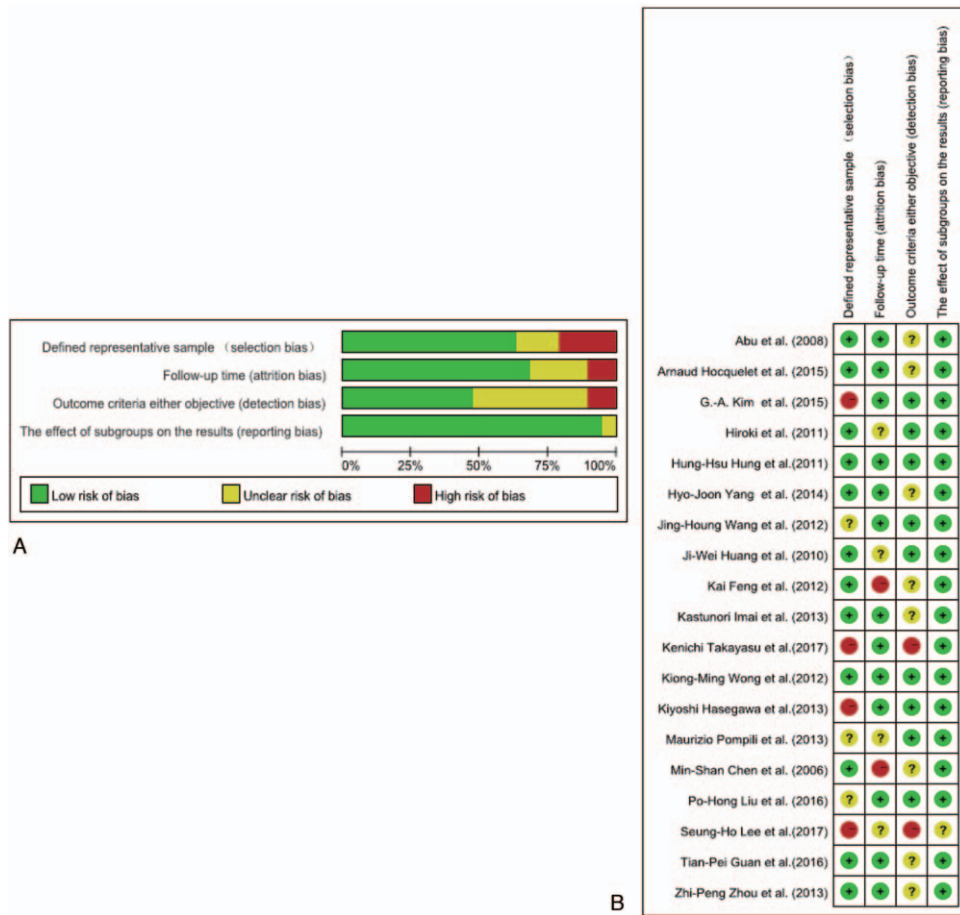 Defined representative sample （selection bias）
Follow-up time (attrition bias)
Outcome criteria either objective (detection bias)
The effect of subgroups on the results (reporting bias)
0% 25% 50% 75% 100%
Low risk of bias Unclear risk of bias High risk of bias
A
Defined representative sample （selection bias）
Follow-up time (attrition bias)
Outcome criteria either objective (detection bias)
The effect of subgroups on the results (reporting bias)
Abu et al. (2008) + + ? +
Arnaud Hocquelet et al. (2015) + + ? +
G.-A. Kim et al. (2015) - + + +
Hiroki et al. (2011) + ? + +
Hung-Hsu Hung et al.(2011) + + + +
Hyo-Joon Yang et al. (2014) + + ? +
Jing-Houng Wang et al. (2012) ? + + +
Ji-Wei Huang et al. (2010) + ? + +
Kai Feng et al. (2012) + - ? +
Kastunori Imai et al. (2013) + + ? +
Kenichi Takayasu et al.(2017) - + - +
Kiong-Ming Wong et al.(2012) + + + +
Kiyoshi Hasegawa et al.(2013) - + + +
Maurizio Pompili et al. (2013) ? ? + +
Min-Shan Chen et al. (2006) + - ? +
Po-Hong Liu et al. (2016) ? + + +
Seung-Ho Lee et al.(2017) - ? - ?
Tian-Pei Guan et al.(2016) + + ? +
Zhi-Peng Zhou et al. (2013) + + ? +
B